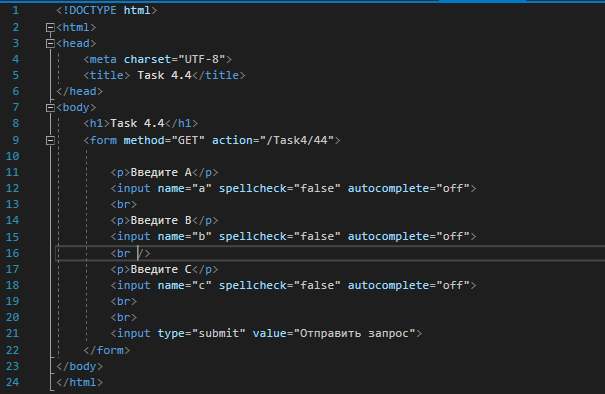 1 <!DOCTYPE html>
2 <html>
3 <head>
4 <meta charset="UTF-8">
5 <title> Task 4.4</title>
6 </head>
7 <body>
8 <h1>Task 4.4</h1>
9 <form method="GET" action="/Task4/44">
10
11 <p>Введите A</p>
12 <input name="a" spellcheck="false" autocomplete="off">
13 <br>
14 <p>Введите B</p>
15 <input name="b" spellcheck="false" autocomplete="off">
16 <br />
17 <p>Введите C</p>
18 <input name="c" spellcheck="false" autocomplete="off">
19 <br>
20 <br>
21 <input type="submit" value="Отправить запрос">
22 </form>
23 </body>
24 </html>